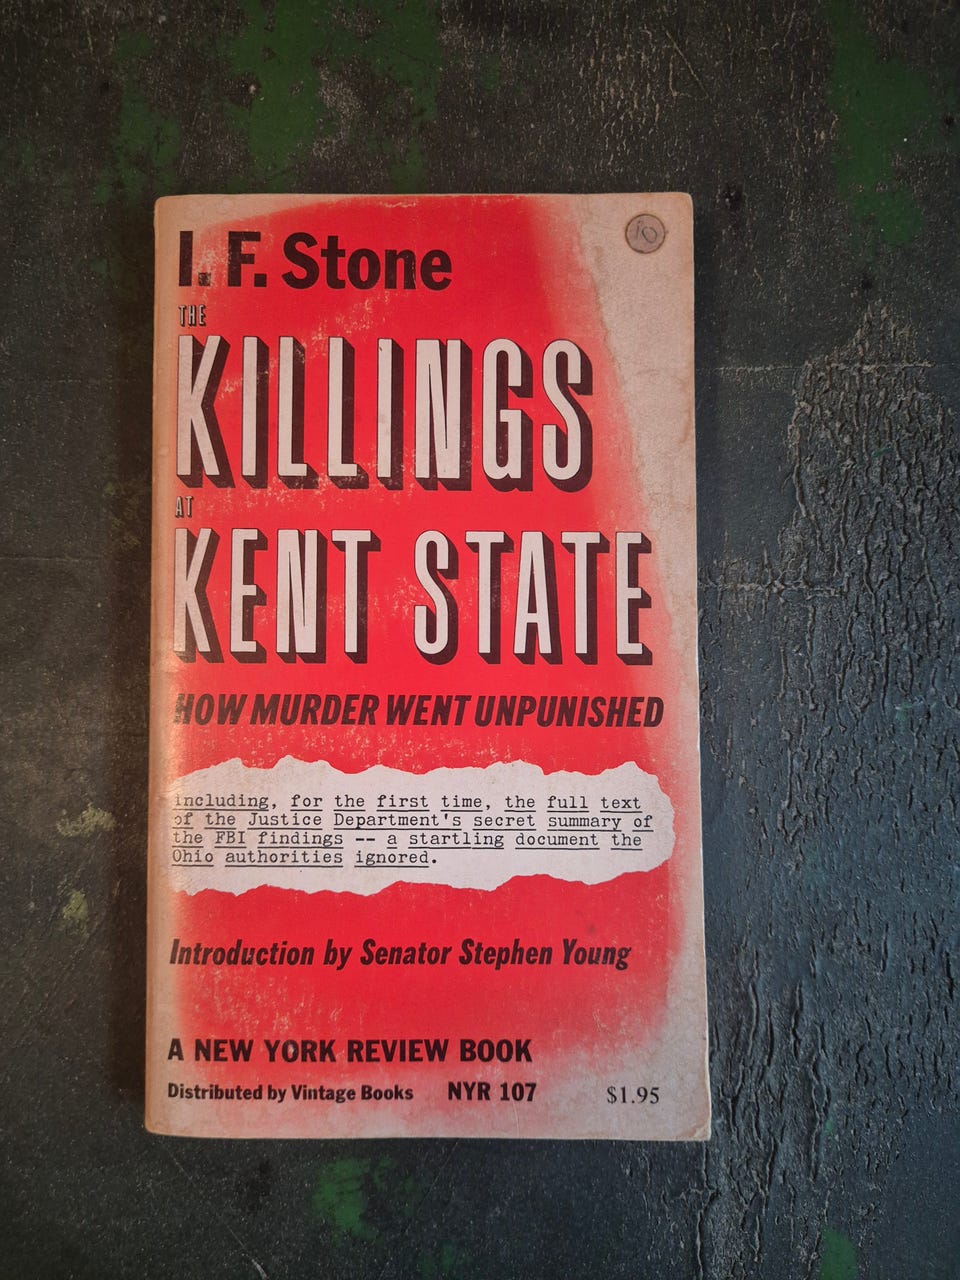 10
I. F. Stone
THE
KILLINGS
AT
KENT STATE
HOW MURDER WENT UNPUNISHED
including, for the first time, the full text
of the Justice Department's secret summary of
the FBI findings -- a startling document the
Ohio authorities ignored.
Introduction by Senator Stephen Young
A NEW YORK REVIEW BOOK
Distributed by Vintage Books NYR 107 $1.95